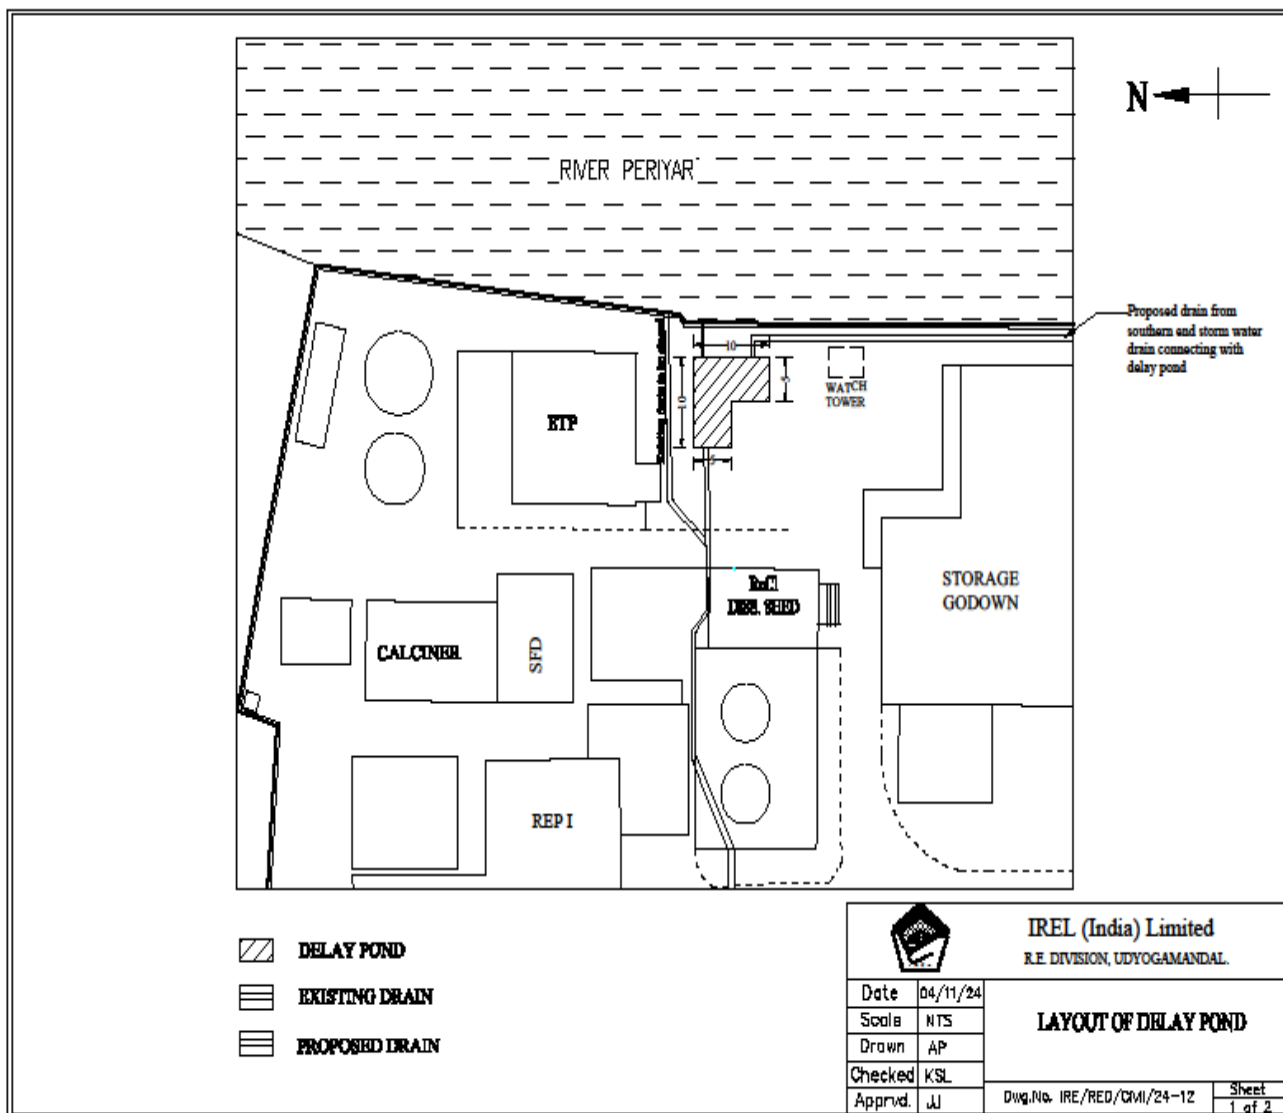 N
RIVER PERIYAR
Proposed drain from
southern end storm water
drain connecting with
delay pond
10
5
10
5
WATCH
TOWER
ETP
STORAGE
GODOWN
CALCINER
SFD
DISS. SHED
REP I
DELAY POND
EXISTING DRAIN
PROPOSED DRAIN
IREL (India) Limited
R.E. DIVISION, UDYOGAMANDAL.
Date 04/11/24
Scale NTS
Drawn AP
Checked KSL
Apprvd. JJ
LAYOUT OF DELAY POND
Dwg.No. IRE/RED/CIVIL/24-12
Sheet
1 of 2